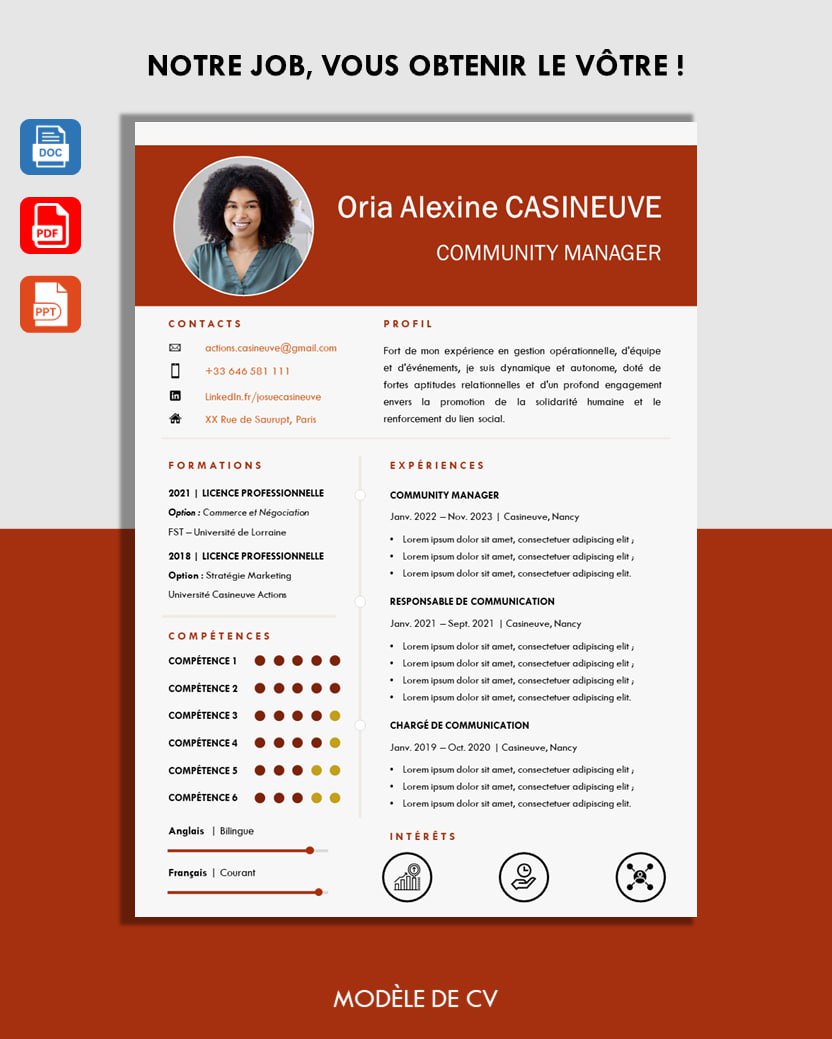 NOTRE JOB, VOUS OBTENIR LE VÔTRE !
DOC
PDF
PPT
Oria Alexine CASINEUVE
COMMUNITY MANAGER
CONTACTS
actions.casineuve@gmail.com
+33 646 581 111
LinkedIn.fr/josuecasineuve
XX Rue de Saurupt, Paris
PROFIL
Fort de mon expérience en gestion opérationnelle, d'équipe
et d'événements, je suis dynamique et autonome, doté de
fortes aptitudes relationnelles et d'un profond engagement
envers la promotion de la solidarité humaine et le
renforcement du lien social.
FORMATIONS
2021 | LICENCE PROFESSIONNELLE
Option : Commerce et Négociation
FST – Université de Lorraine
2018 | LICENCE PROFESSIONNELLE
Option : Stratégie Marketing
Université Casineuve Actions
COMPÉTENCES
COMPÉTENCE 1
COMPÉTENCE 2
COMPÉTENCE 3
COMPÉTENCE 4
COMPÉTENCE 5
COMPÉTENCE 6
Anglais | Bilingue
Français | Courant
EXPÉRIENCES
COMMUNITY MANAGER
Janv. 2022 – Nov. 2023 | Casineuve, Nancy
• Lorem ipsum dolor sit amet, consectetuer adipiscing elit ;
• Lorem ipsum dolor sit amet, consectetuer adipiscing elit ;
• Lorem ipsum dolor sit amet, consectetuer adipiscing elit.
RESPONSABLE DE COMMUNICATION
Janv. 2021 – Sept. 2021 | Casineuve, Nancy
• Lorem ipsum dolor sit amet, consectetuer adipiscing elit ;
• Lorem ipsum dolor sit amet, consectetuer adipiscing elit ;
• Lorem ipsum dolor sit amet, consectetuer adipiscing elit ;
• Lorem ipsum dolor sit amet, consectetuer adipiscing elit.
CHARGÉ DE COMMUNICATION
Janv. 2019 – Oct. 2020 | Casineuve, Nancy
• Lorem ipsum dolor sit amet, consectetuer adipiscing elit ;
• Lorem ipsum dolor sit amet, consectetuer adipiscing elit ;
• Lorem ipsum dolor sit amet, consectetuer adipiscing elit.
INTÉRÊTS
MODÈLE DE CV